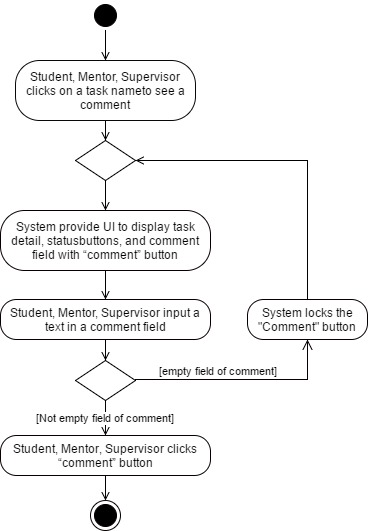 Student, Mentor, Supervisor
clicks on a task nameto see a
comment
System provide UI to display task
detail, statusbuttons, and comment
field with “comment” button
Student, Mentor, Supervisor input a
text in a comment field
System locks the
"Comment" button
[empty field of comment]
[Not empty field of comment]
Student, Mentor, Supervisor clicks
“comment” button